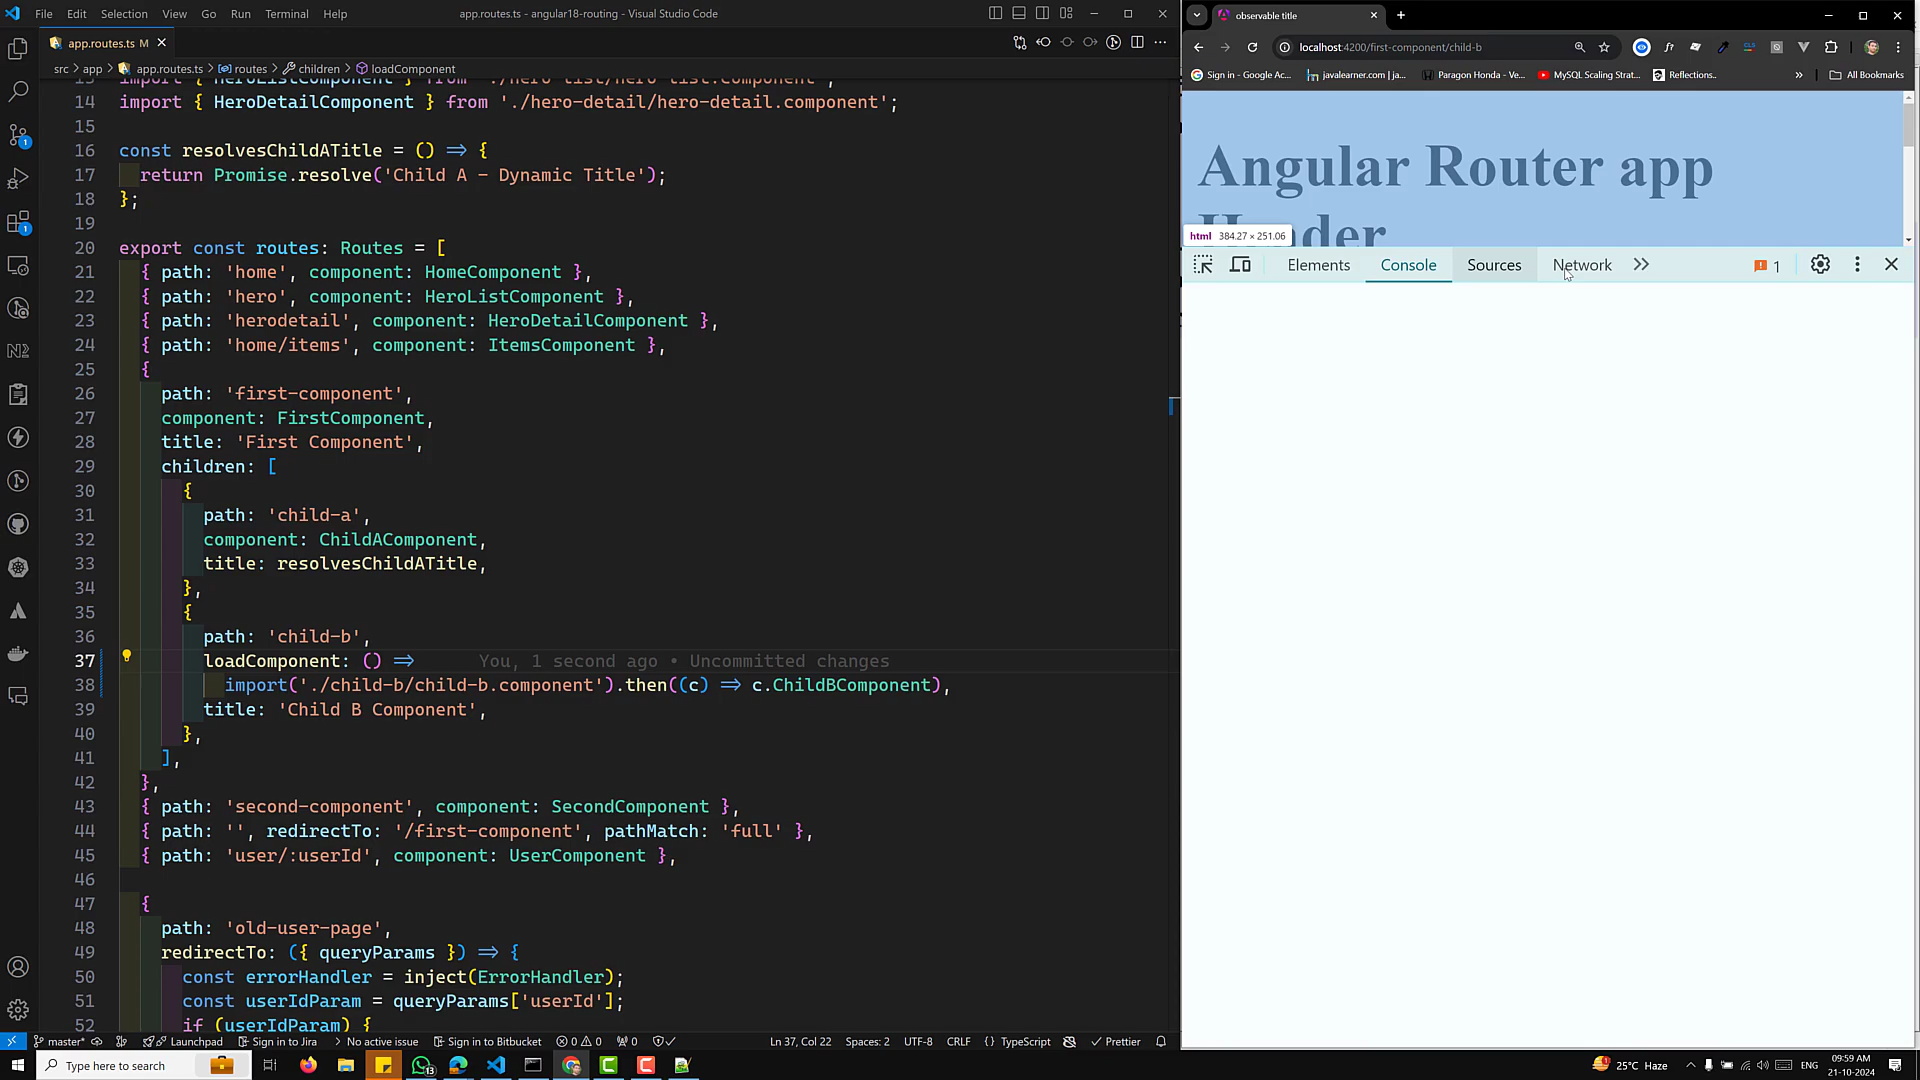 File Edit Selection View Go Run Terminal Help
app.routes.ts - angular18-routing - Visual Studio Code
app.routes.ts M
src > app > app.routes.ts > routes > children > loadComponent
14 import { HeroDetailComponent } from './hero-detail/hero-detail.component';
15
16 const resolvesChildATitle = () => {
17 return Promise.resolve('Child A - Dynamic Title');
18 };
19
20 export const routes: Routes = [
21 { path: 'home', component: HomeComponent },
22 { path: 'hero', component: HeroListComponent },
23 { path: 'herodetail', component: HeroDetailComponent },
24 { path: 'home/items', component: ItemsComponent },
25 {
26 path: 'first-component',
27 component: FirstComponent,
28 title: 'First Component',
29 children: [
30 {
31 path: 'child-a',
32 component: ChildAComponent,
33 title: resolvesChildATitle,
34 },
35 {
36 path: 'child-b',
37 loadComponent: () => You, 1 second ago • Uncommitted changes
38 import('./child-b/child-b.component').then((c) => c.ChildBComponent),
39 title: 'Child B Component',
40 },
41 ],
42 },
43 { path: 'second-component', component: SecondComponent },
44 { path: '', redirectTo: '/first-component', pathMatch: 'full' },
45 { path: 'user/:userId', component: UserComponent },
46
47 {
48 path: 'old-user-page',
49 redirectTo: ({ queryParams }) => {
50 const errorHandler = inject(ErrorHandler);
51 const userIdParam = queryParams['userId'];
52 if (userIdParam) {
master* Launchpad Sign in to Jira No active issue Sign in to Bitbucket 0 0 0 Ln 37, Col 22 Spaces: 2 UTF-8 CRLF {} TypeScript Prettier
observable title
localhost:4200/first-component/child-b
Sign in - Google Ac... javalearner.com | ja... Paragon Honda - Ve... MySQL Scaling Strat... Reflections.. » All Bookmarks
Angular Router app
Header
html 384.27 × 251.06
Elements Console Sources Network 1
Type here to search
13
25°C Haze ENG 09:59 AM
21-10-2024